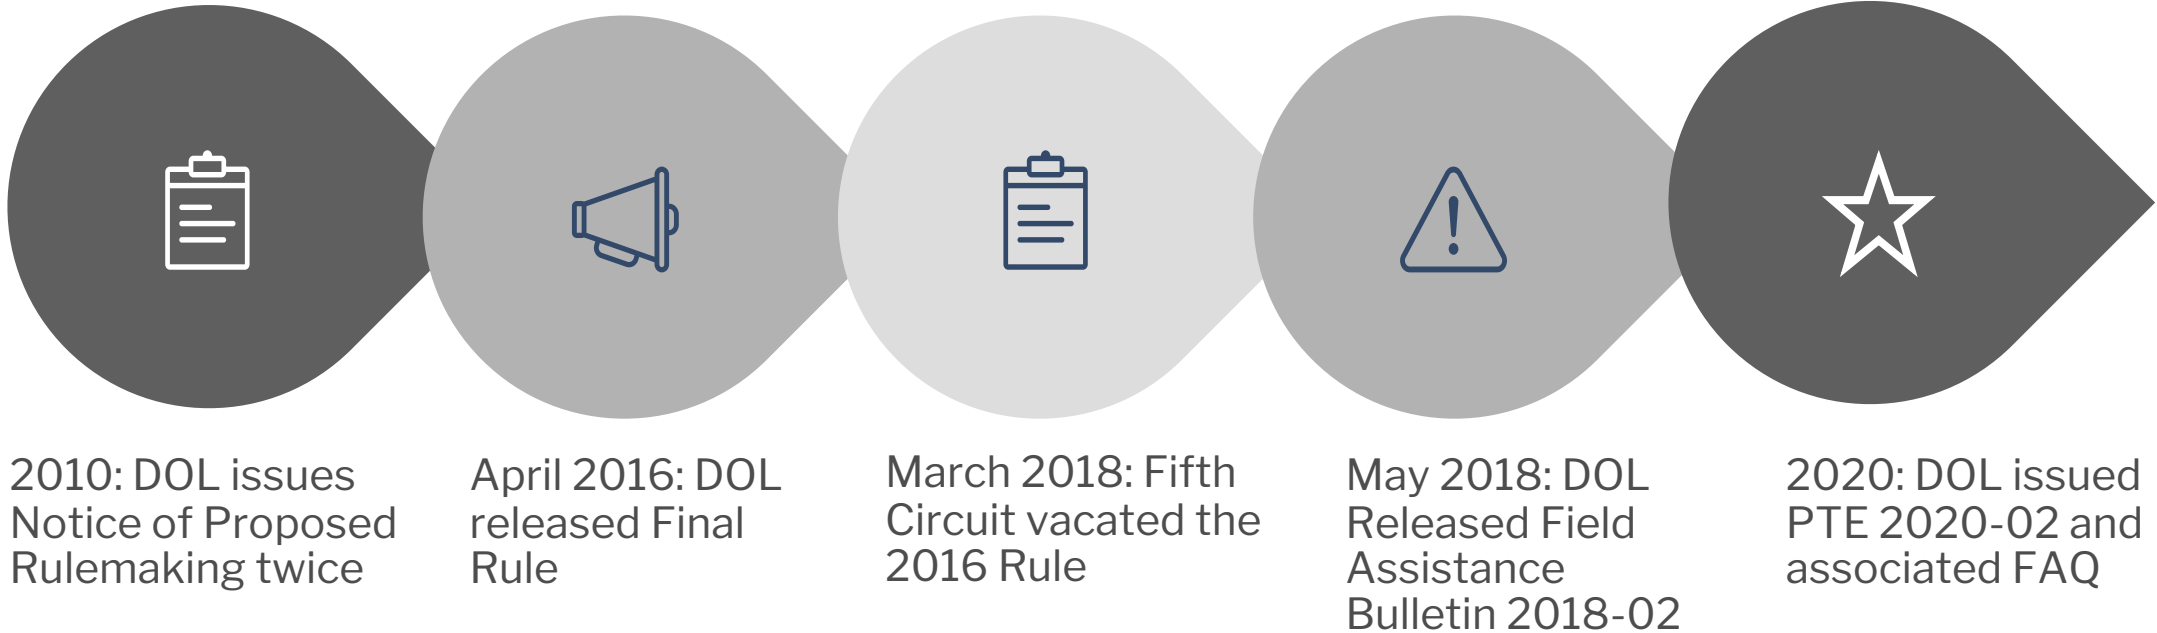 2010: DOL issues
Notice of Proposed
Rulemaking twice
April 2016: DOL
released Final
Rule
March 2018: Fifth
Circuit vacated the
2016 Rule
May 2018: DOL
Released Field
Assistance
Bulletin 2018-02
2020: DOL issued
PTE 2020-02 and
associated FAQ